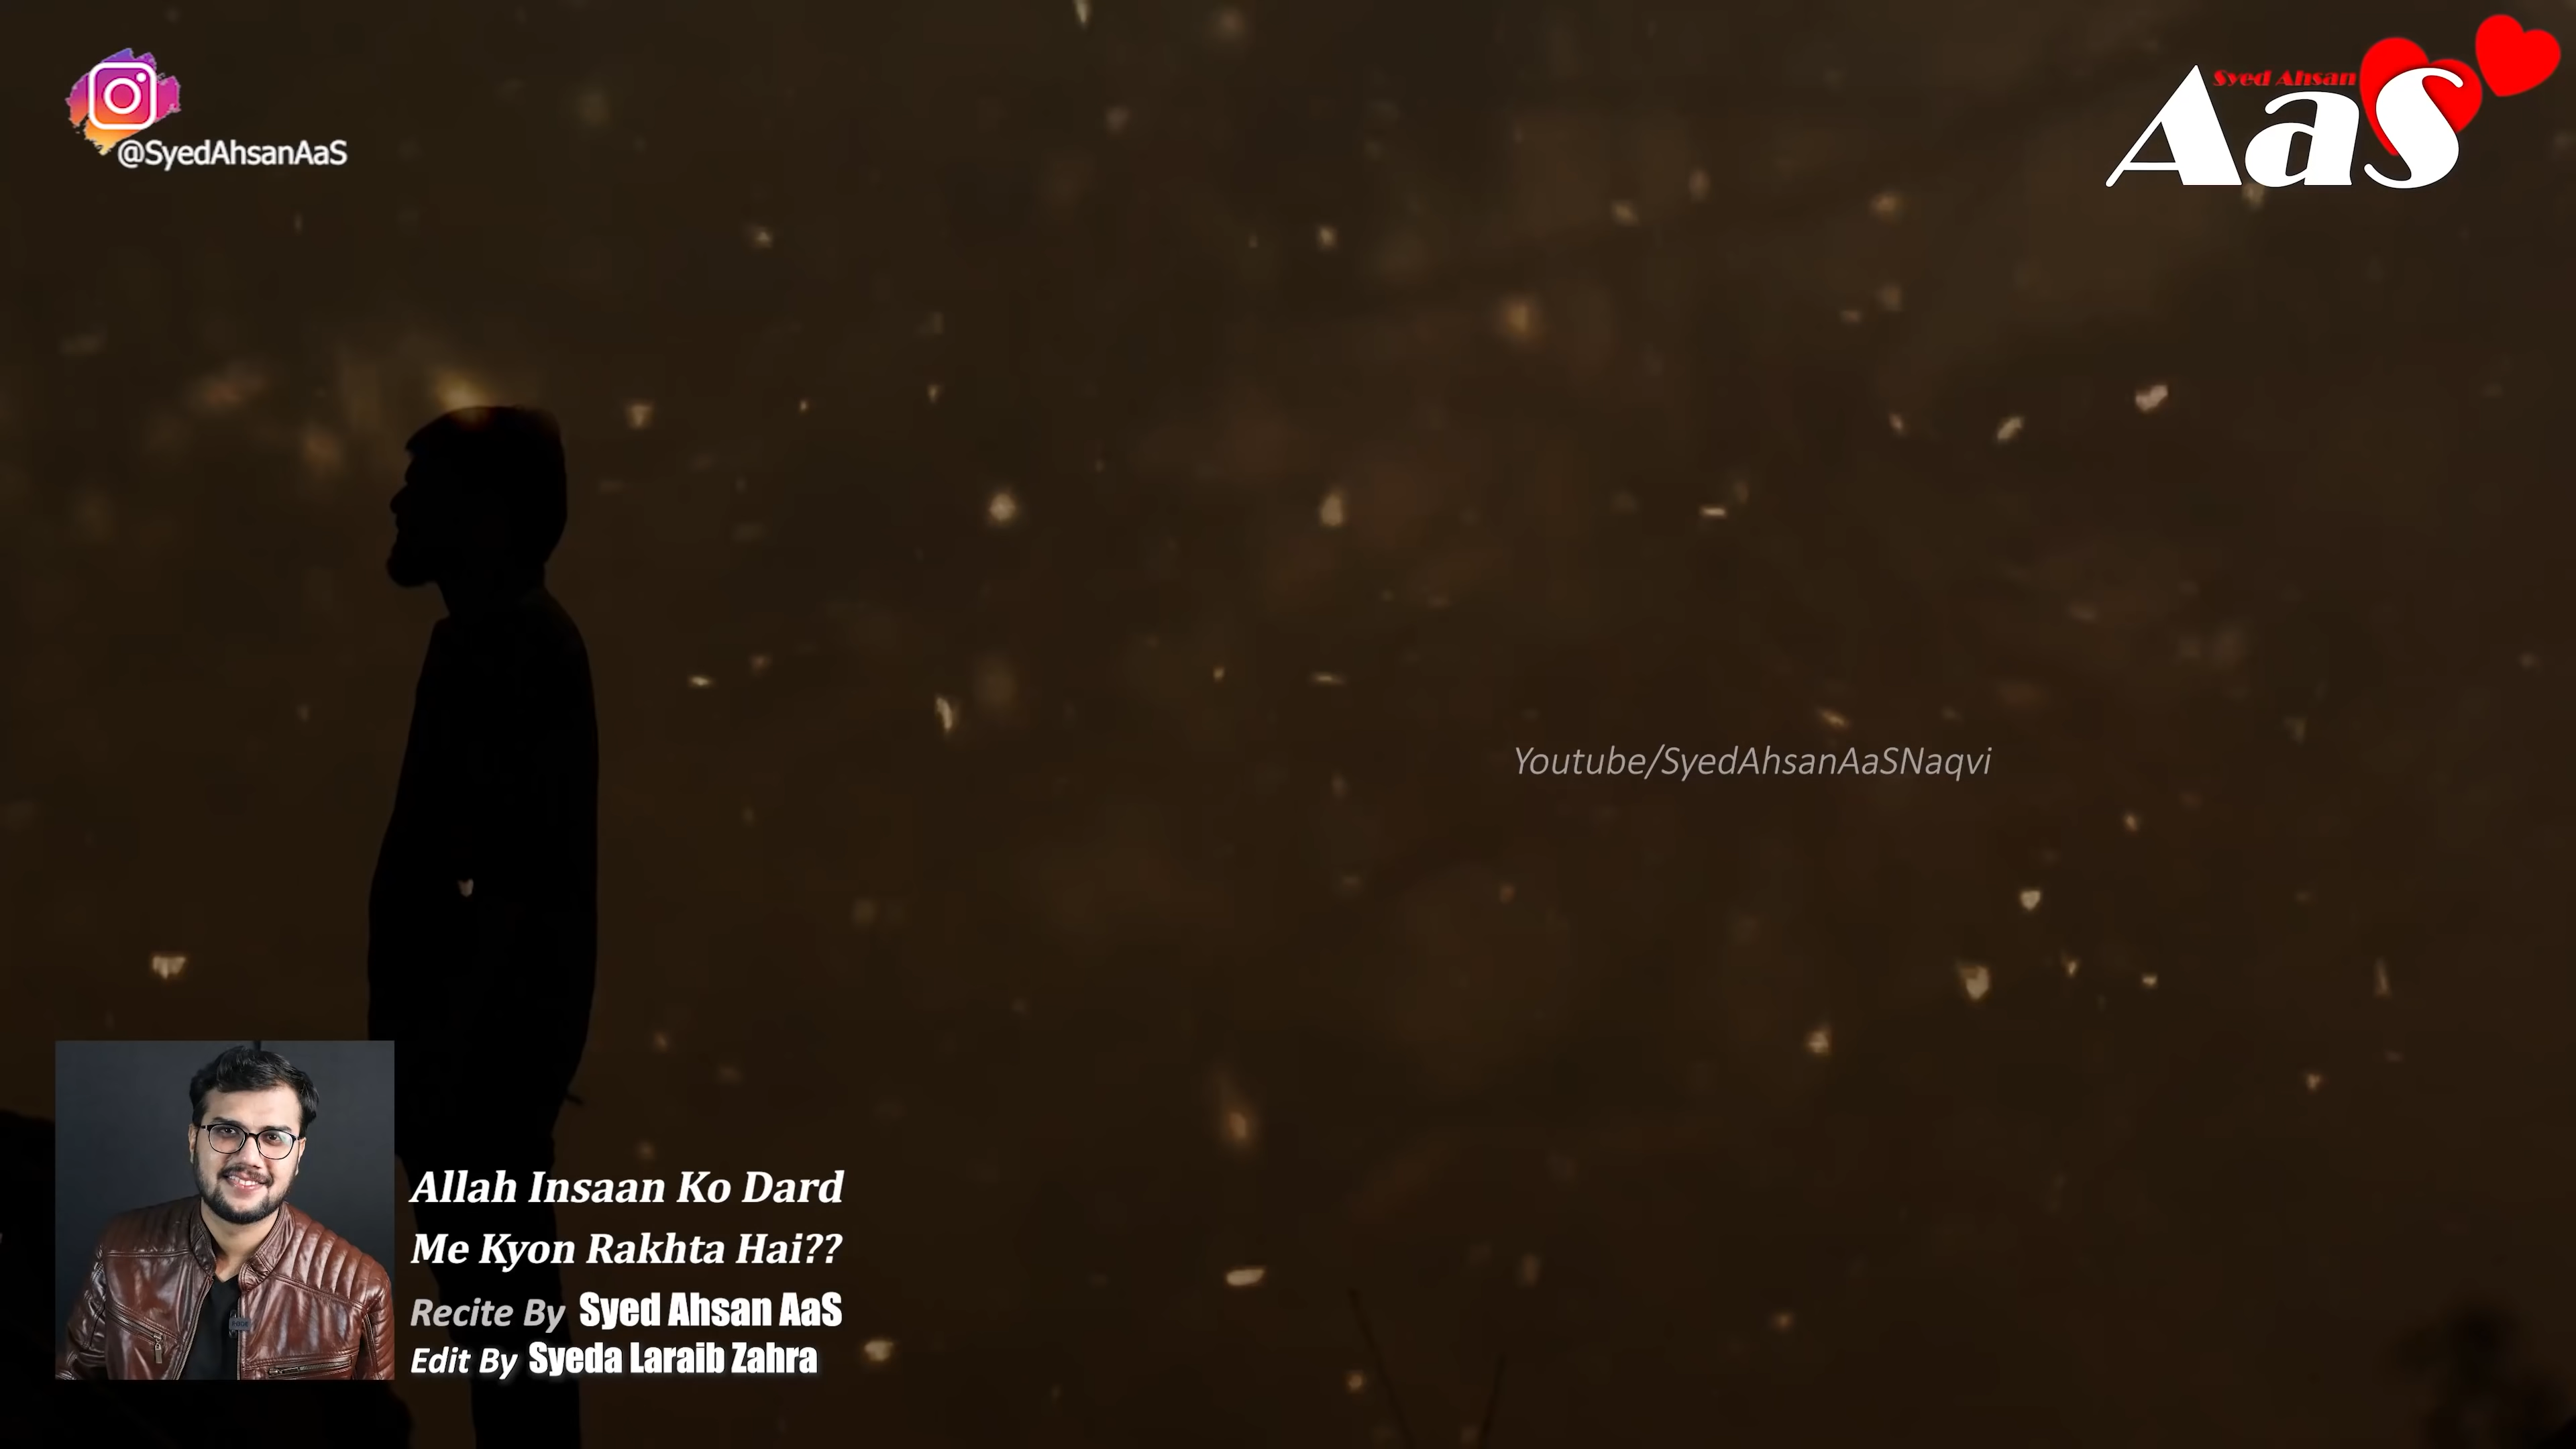 @SyedAhsanAaS
Syed Ahsan
AaS
Youtube/SyedAhsanAaSNaqvi
Allah Insaan Ko Dard
Me Kyon Rakhta Hai??
Recite By Syed Ahsan AaS
Edit By Syeda Laraib Zahra